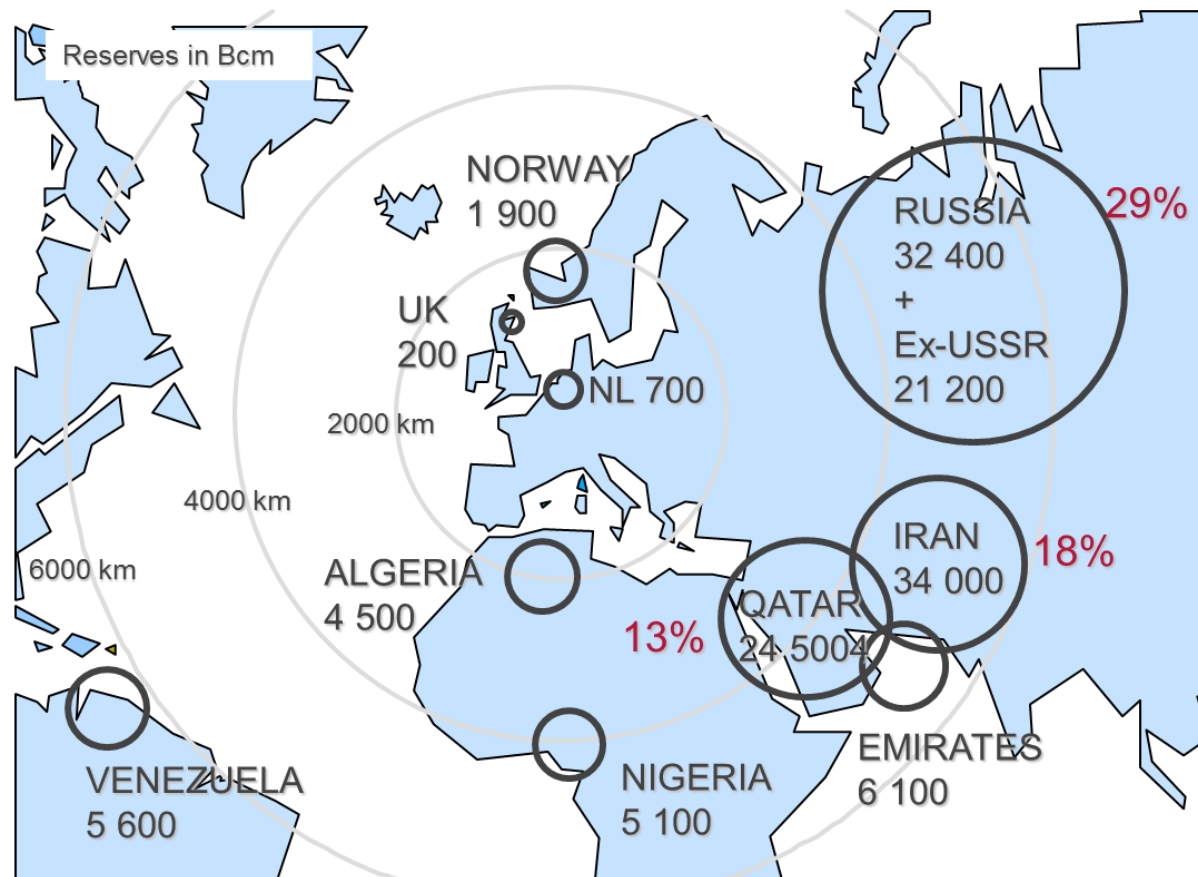 Reserves in Bcm
NORWAY
1 900
RUSSIA
32 400
+
Ex-USSR
21 200
29%
UK
200
NL 700
2000 km
4000 km
6000 km
ALGERIA
4 500
IRAN
34 000
18%
QATAR
24 5004
13%
EMIRATES
6 100
VENEZUELA
5 600
NIGERIA
5 100